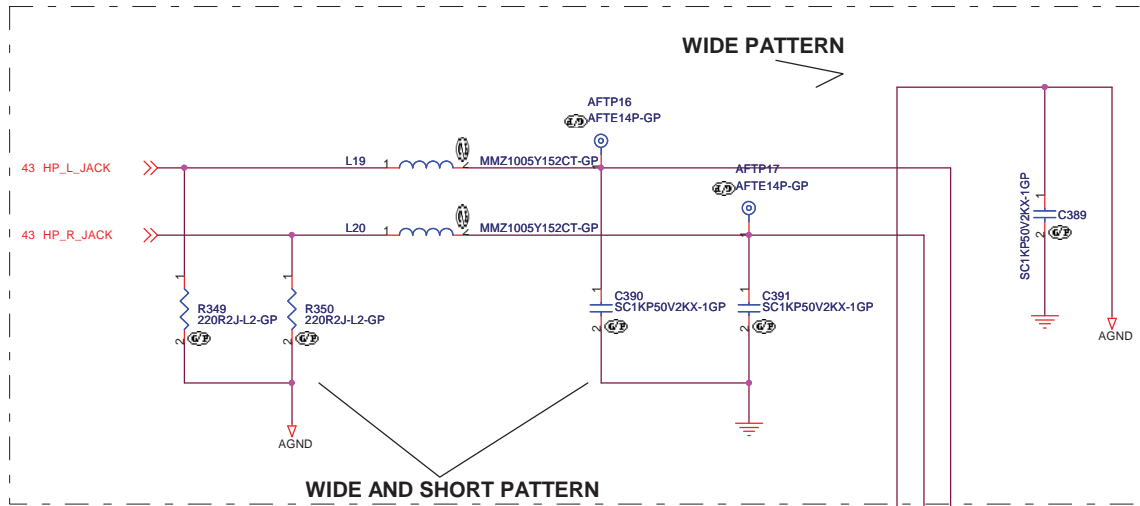 WIDE PATTERN
AFTP16
G/P AFTE14P-GP
43 HP_L_JACK
L19 1 2 MMZ1005Y152CT-GP
AFTP17
G/P AFTE14P-GP
43 HP_R_JACK
L20 1 2 MMZ1005Y152CT-GP
1
1
SC1KP50V2KX-1GP
1
C389
2
G/P
1
R349
220R2J-L2-GP
2
G/P
1
R350
220R2J-L2-GP
2
G/P
1
C390
SC1KP50V2KX-1GP
2
G/P
1
C391
SC1KP50V2KX-1GP
2
G/P
AGND
AGND
WIDE AND SHORT PATTERN